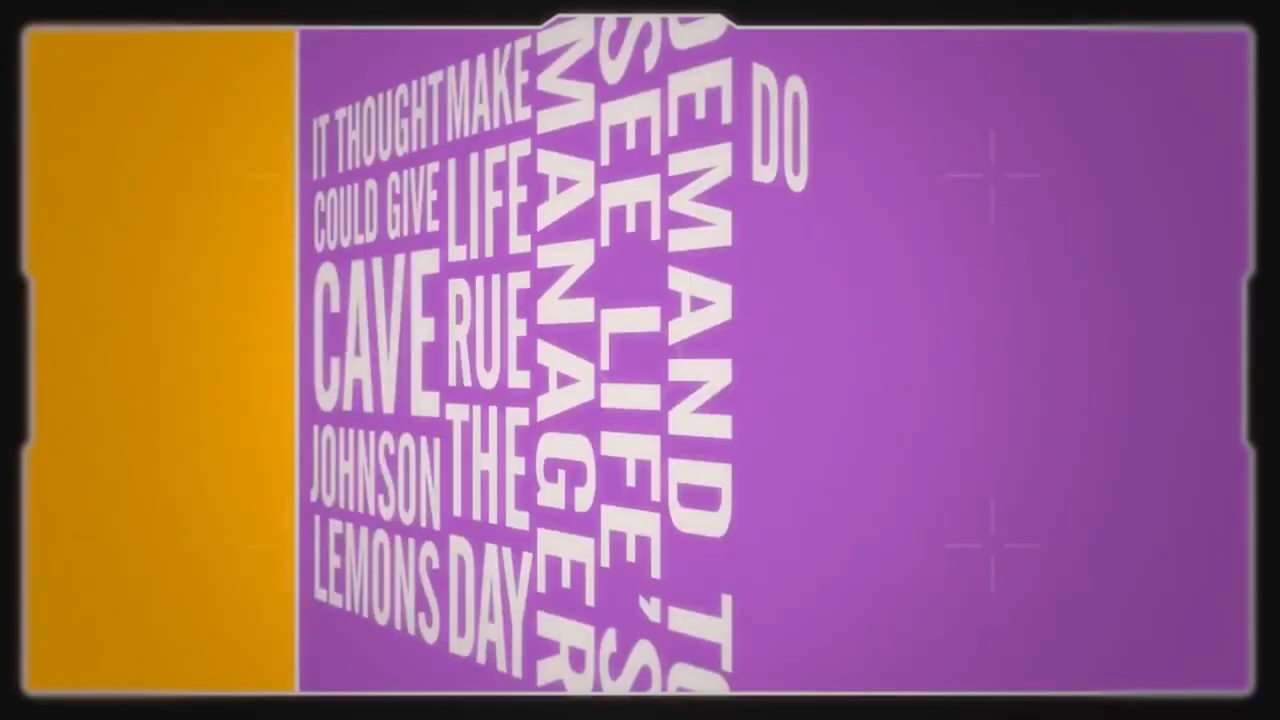 IT THOUGHT
COULD GIVE
CAVE
JOHNSON
LEMONS
MAKE
LIFE
RUE
THE
DAY
MANAGER
SEE LIFE'S
DEMAND TO
DO